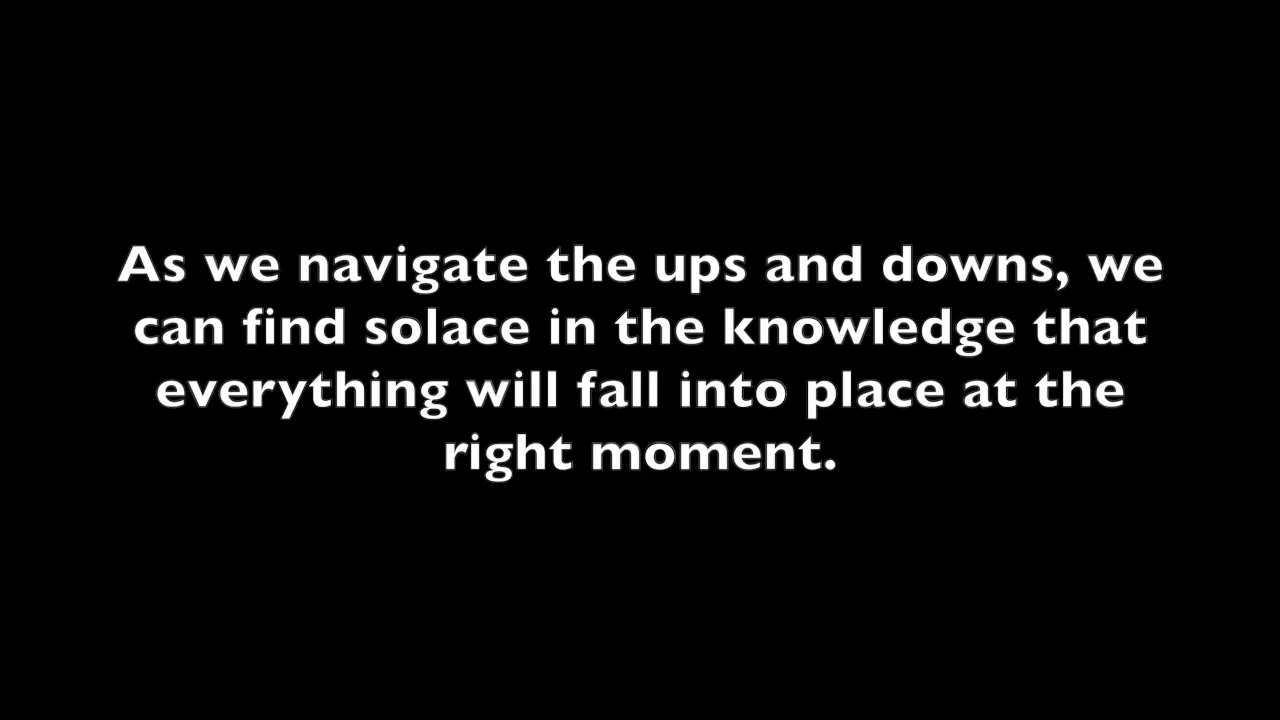 As we navigate the ups and downs, we
can find solace in the knowledge that
everything will fall into place at the
right moment.